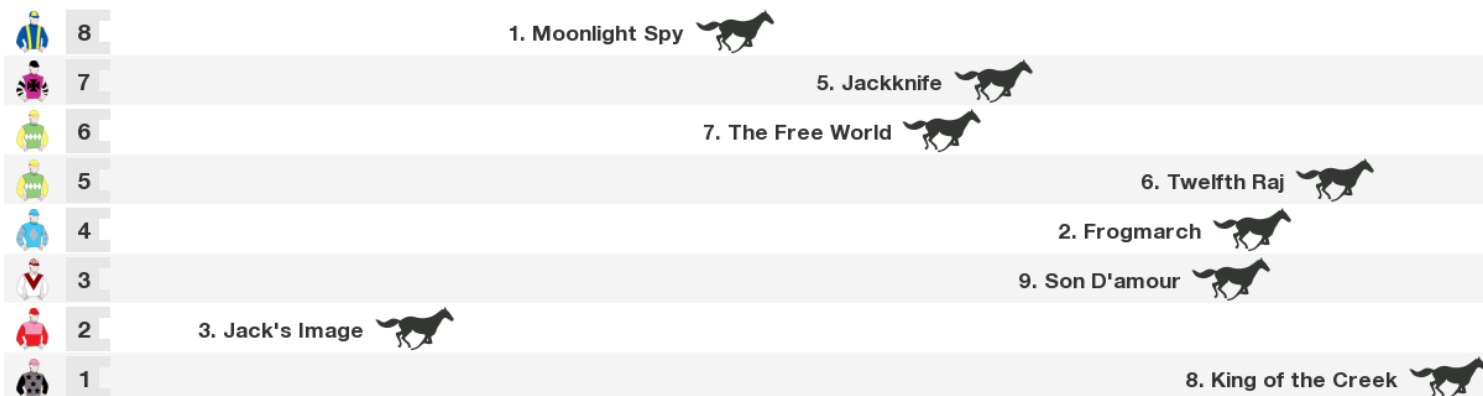 8 1. Moonlight Spy
7 5. Jackknife
6 7. The Free World
5 6. Twelfth Raj
4 2. Frogmarch
3 9. Son D'amour
2 3. Jack's Image
1 8. King of the Creek